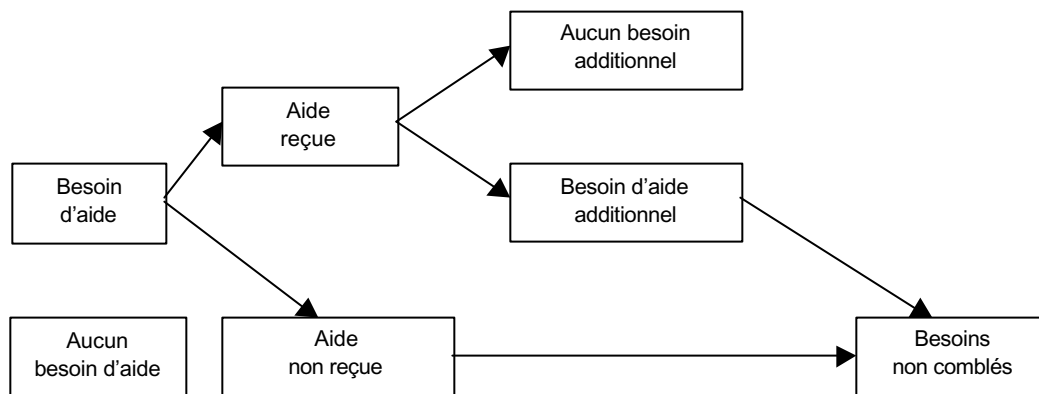 Aucun besoin
additionnel
Aide
reçue
Besoin
d’aide
Besoin d’aide
additionnel
Aucun
besoin d’aide
Aide
non reçue
Besoins
non comblés